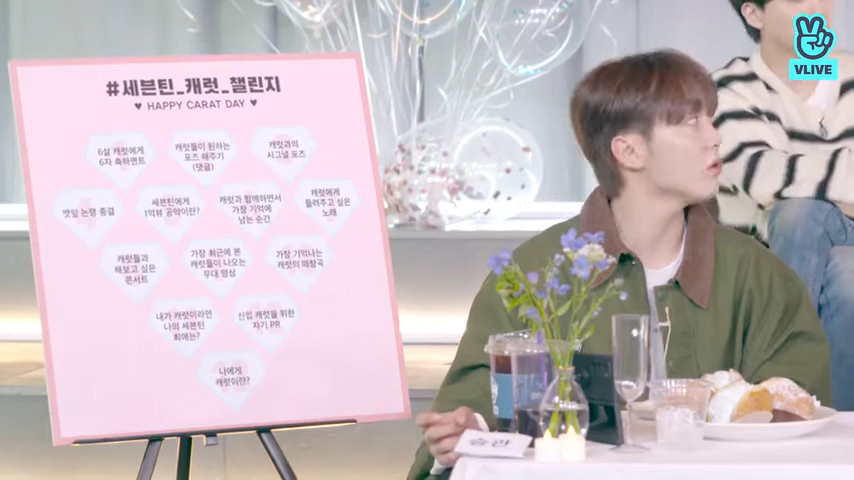 VLIVE
#세븐틴_캐럿_챌린지
♥ HAPPY CARAT DAY ♥
6살 캐럿에게
6자 축하멘트
캐럿들이 원하는
포즈 해주기
(댓글)
캐럿과의
시그널 포즈
깻잎 논쟁 종결
세븐틴에게
1억뷰 공약이란?
캐럿과 함께하면서
가장 기억에
남는 순간
캐럿에게
들려주고 싶은
노래
캐럿들과
해보고 싶은
콘서트
가장 최근에 본
캐럿들이 나오는
무대 영상
가장 기억나는
캐럿의 떼창곡
내가 캐럿이라면
나의 세븐틴
최애는?
신입 캐럿을 위한
자기 PR
나에게
캐럿이란?
승관